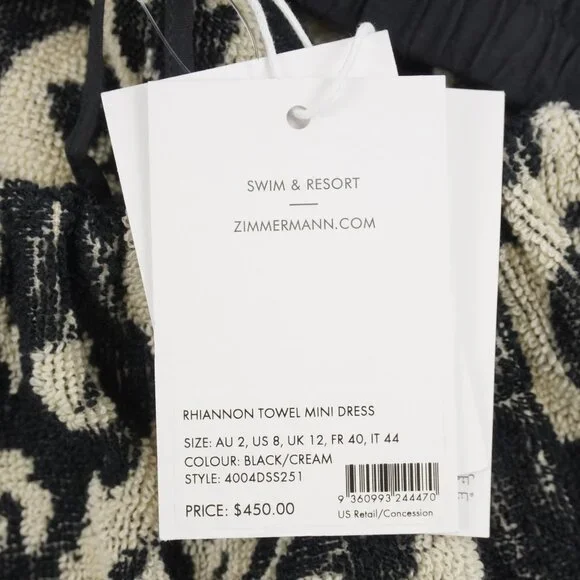 SWIM & RESORT
ZIMMERMANN.COM
RHIANNON TOWEL MINI DRESS
SIZE: AU 2, US 8, UK 12, FR 40, IT 44
COLOUR: BLACK/CREAM
STYLE: 4004DSS251
9 360993 244470
PRICE: $450.00
US Retail/Concession